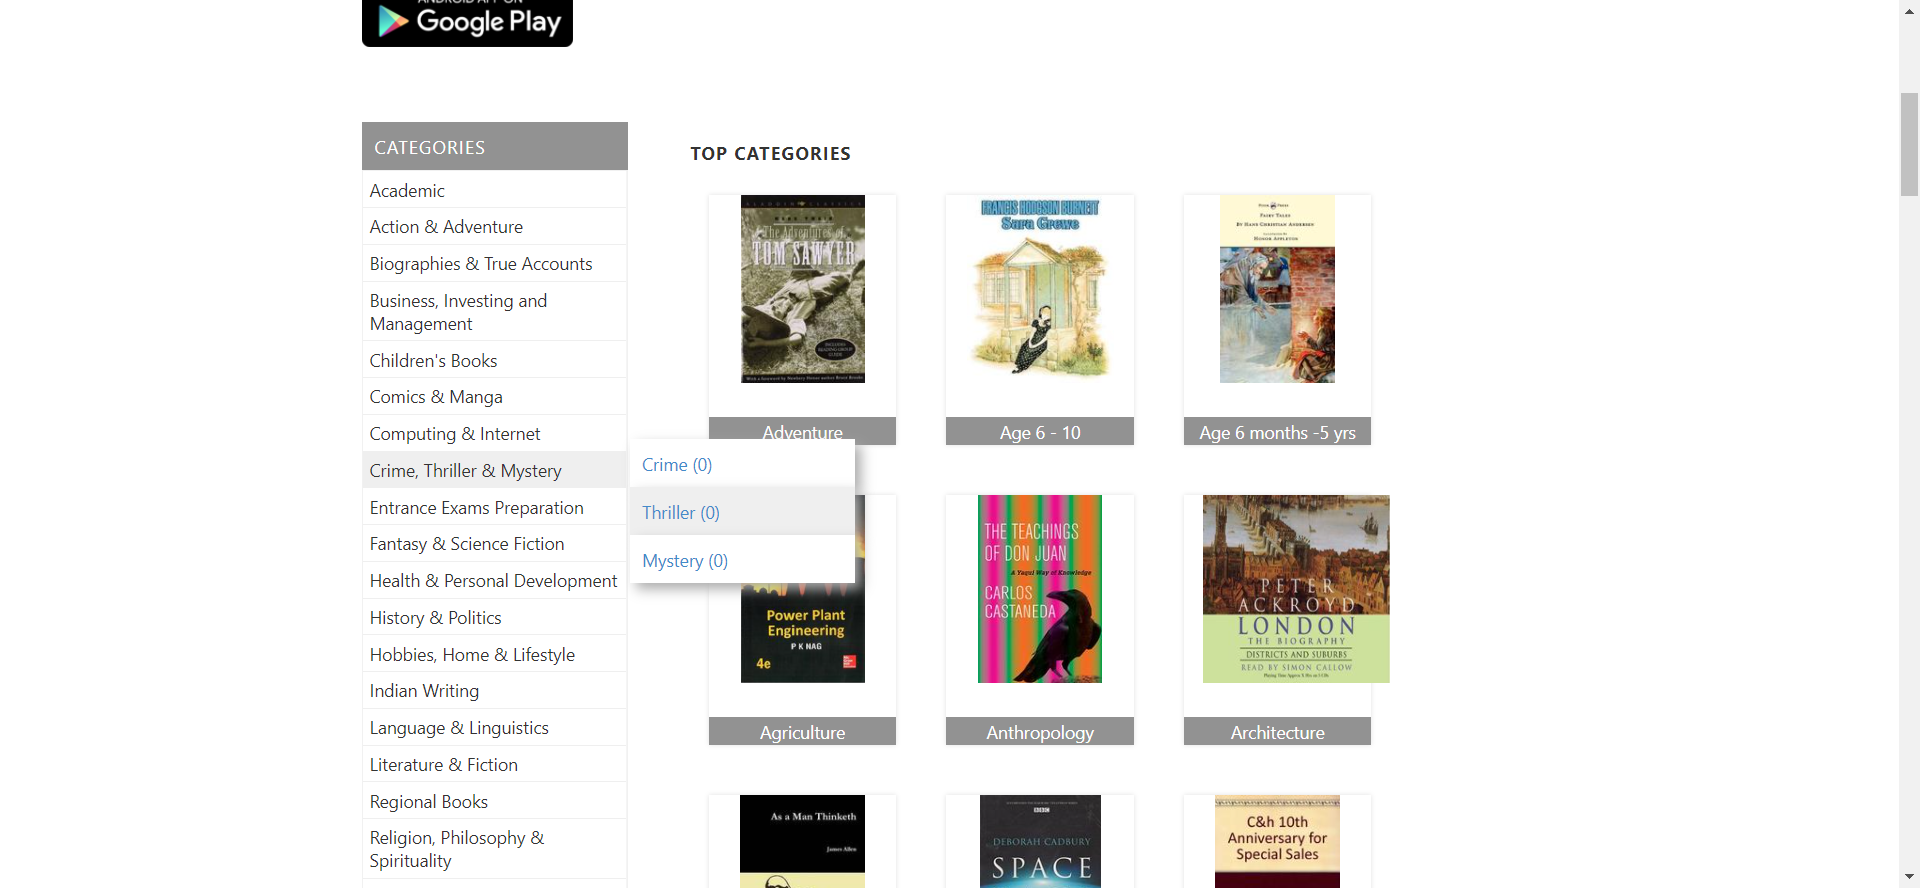 Google Play
CATEGORIES
Academic
Action & Adventure
Biographies & True Accounts
Business, Investing and
Management
Children's Books
Comics & Manga
Computing & Internet
Crime, Thriller & Mystery
Entrance Exams Preparation
Fantasy & Science Fiction
Health & Personal Development
History & Politics
Hobbies, Home & Lifestyle
Indian Writing
Language & Linguistics
Literature & Fiction
Regional Books
Religion, Philosophy &
Spirituality
Crime (0)
Thriller (0)
Mystery (0)
TOP CATEGORIES
The Adventures of
TOM SAWYER
Adventure
FRANCIS HODGSON BURNETT
Sara Crewe
Age 6 - 10
FAIRY TALES
BY HANS CHRISTIAN ANDERSEN
HONOR APPLETON
Age 6 months -5 yrs
Power Plant
Engineering
P K NAG
4e
Agriculture
THE TEACHINGS
OF DON JUAN
A Yaqui Way of Knowledge
CARLOS
CASTANEDA
Anthropology
PETER
ACKROYD
LONDON
THE BIOGRAPHY
DISTRICTS AND SUBURBS
READ BY SIMON CALLOW
Architecture
As a Man Thinketh
James Allen
BBC
DEBORAH CADBURY
SPACE
C&h 10th
Anniversary for
Special Sales